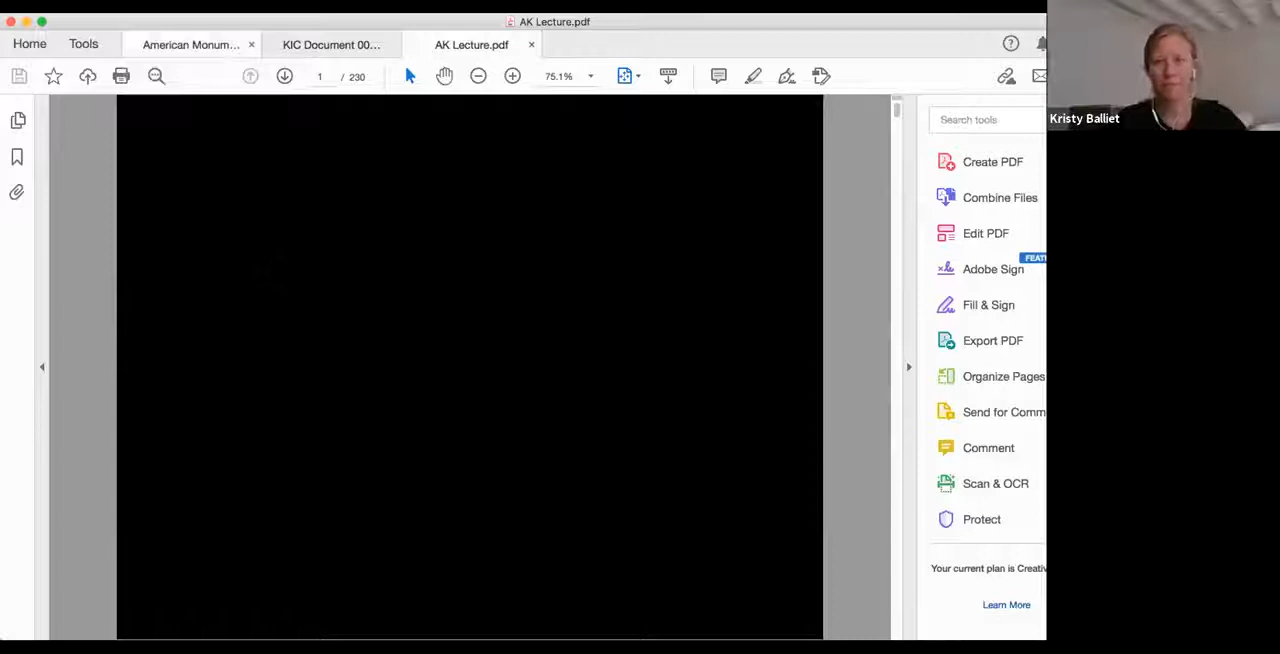 AK Lecture.pdf
Home Tools American Monum... × KIC Document 00... AK Lecture.pdf ×
1 / 230 75.1%
Search tools
Kristy Balliet
Create PDF
Combine Files
Edit PDF
FEAT
Adobe Sign
Fill & Sign
Export PDF
Organize Pages
Send for Comm
Comment
Scan & OCR
Protect
Your current plan is Creativ
Learn More